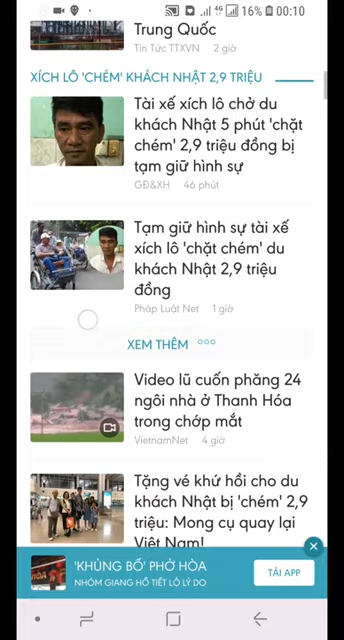 4G 16% 00:10
Trung Quốc
Tin Tức TTXVN 2 giờ
XÍCH LÔ 'CHÉM' KHÁCH NHẬT 2,9 TRIỆU
Tài xế xích lô chở du
khách Nhật 5 phút 'chặt
chém' 2,9 triệu đồng bị
tạm giữ hình sự
GĐ&XH 46 phút
Tạm giữ hình sự tài xế
xích lô 'chặt chém' du
khách Nhật 2,9 triệu
đồng
Pháp Luật Net 1 giờ
XEM THÊM
Video lũ cuốn phăng 24
ngôi nhà ở Thanh Hóa
trong chớp mắt
VietnamNet 4 giờ
Tặng vé khứ hồi cho du
khách Nhật bị 'chém' 2,9
triệu: Mong cụ quay lại
Việt Nam!
'KHỦNG BỐ' PHỞ HÒA
NHÓM GIANG HỒ TIẾT LỘ LÝ DO
TẢI APP